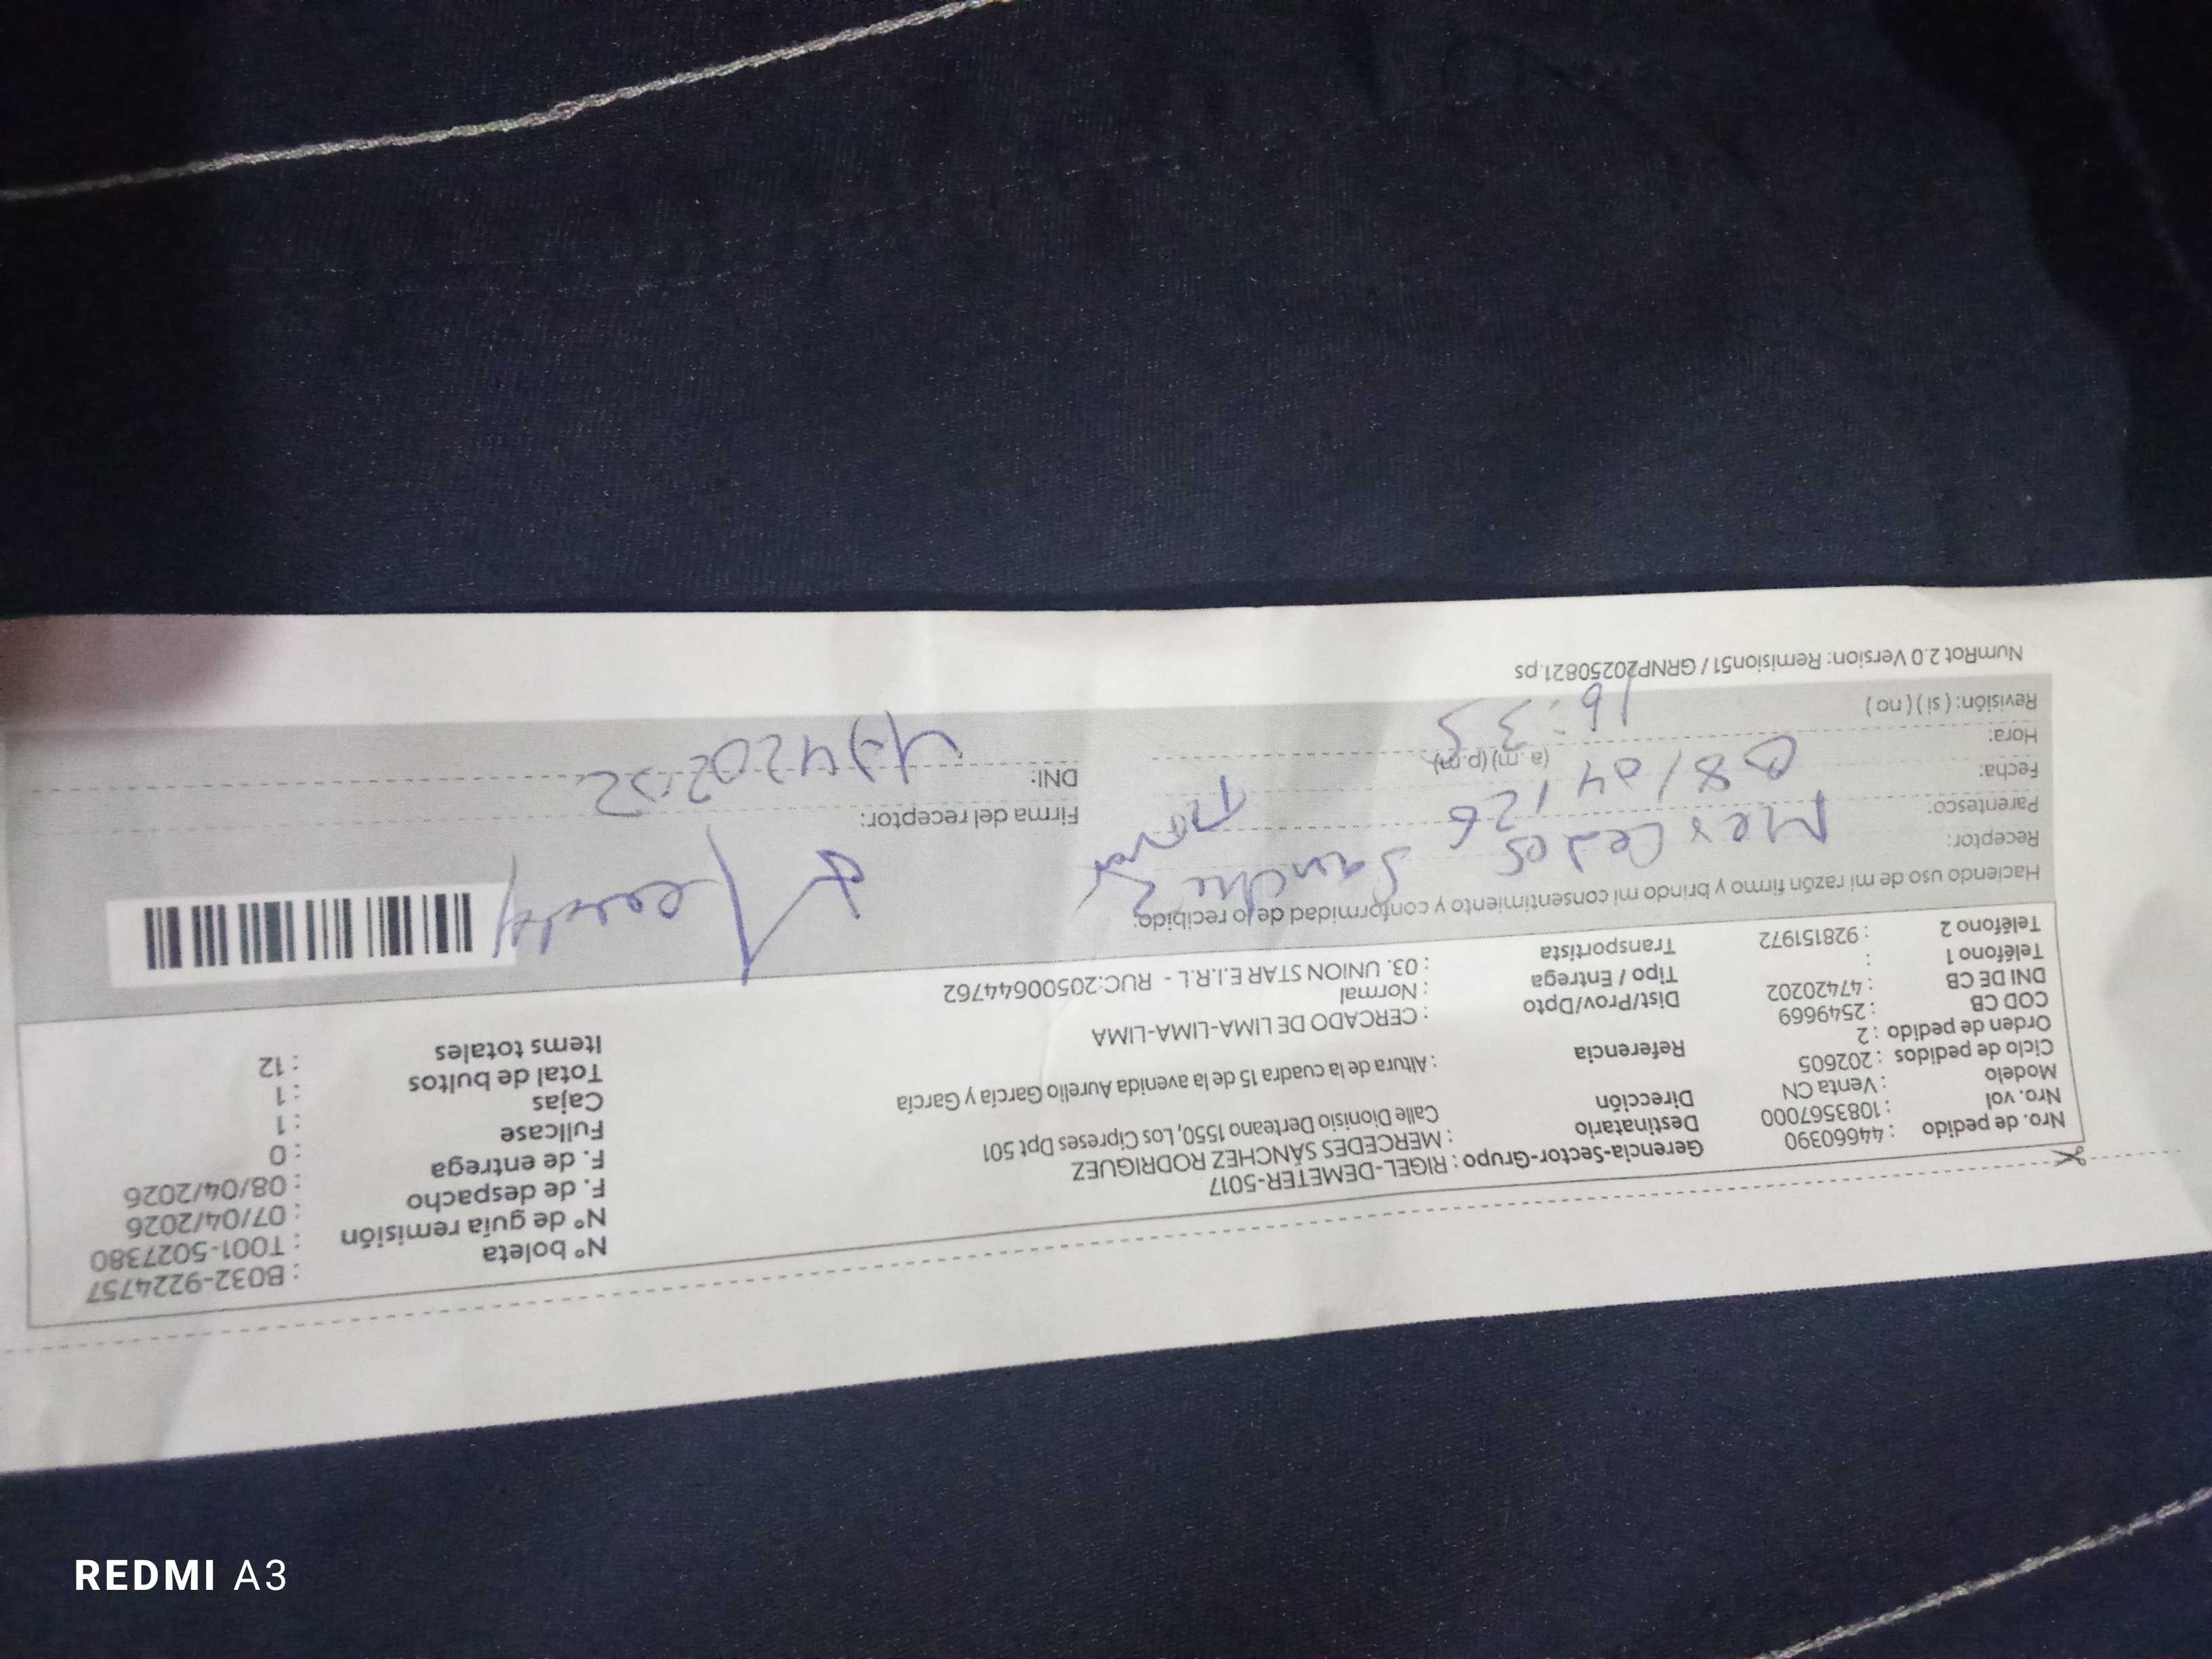 Nro. de pedido : 44660390
Nro. vol : 1083567000
Modelo : Venta CN
Ciclo de pedidos : 202605
Orden de pedido : 2
COD CB : 2549669
DNI DE CB : 47420202
Teléfono 1 :
Teléfono 2 : 928151972
Gerencia-Sector-Grupo : RIGEL-DEMETER-5017
Destinatario : MERCEDES SÁNCHEZ RODRIGUEZ
Dirección Calle Dionisio Derteano 1550, Los Cipreses Dpt 501
Referencia : Altura de la cuadra 15 de la avenida Aurelio García y García
Dist/Prov/Dpto : CERCADO DE LIMA-LIMA-LIMA
Tipo / Entrega : Normal
Transportista : 03. UNION STAR E.I.R.L - RUC:20500644762
N° boleta : B032-9224757
N° de guía remisión : T001-5027380
F. de despacho : 07/04/2026
F. de entrega : 08/04/2026
Fullcase : 0
Cajas : 1
Total de bultos : 1
Items totales : 12
Haciendo uso de mi razón firmo y brindo mi consentimiento y conformidad de lo recibido:
Receptor: Mercedes Sanchez
Parentesco:
Fecha: 08/04/26
Hora: 16:35 (a. m) (p.m)
Revisión: ( si ) ( no )
Firma del receptor:
DNI:
NumRot 2.0 Version: Remision51 / GRNP20250821.ps
REDMI A3